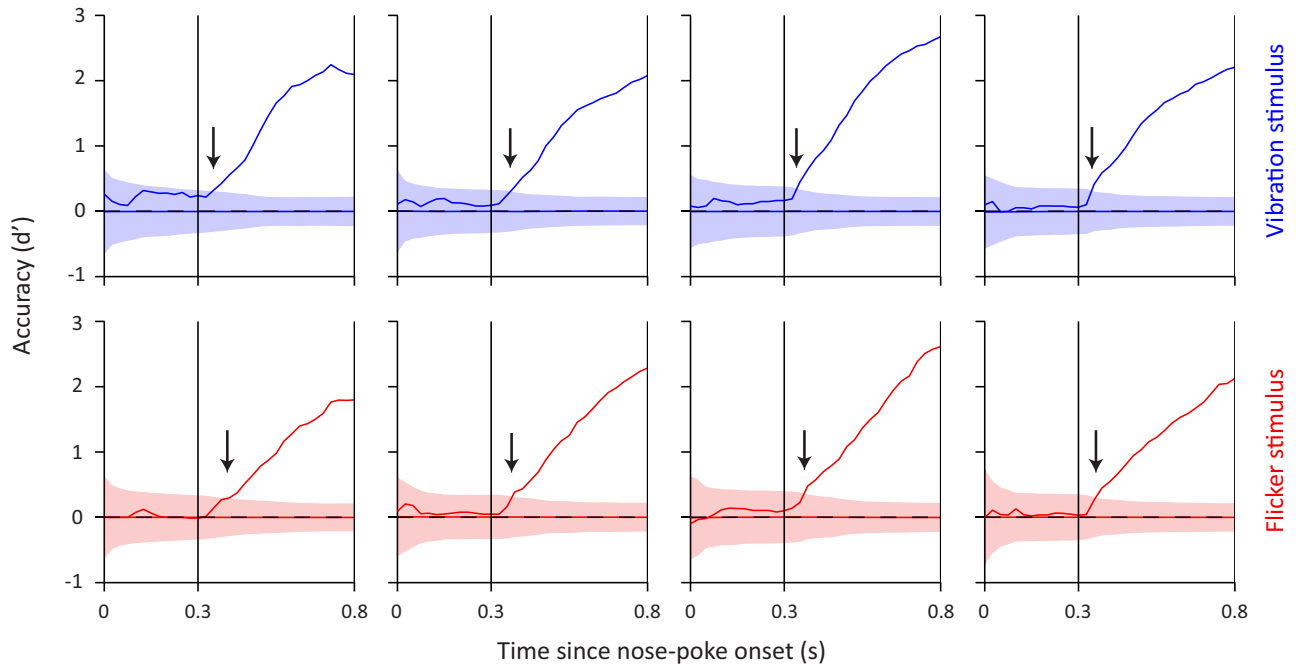 3
2
1
0
-1
Accuracy (d’)
Vibration stimulus
3
2
1
0
-1
Flicker stimulus
0 0.3 0.8 0 0.3 0.8 0 0.3 0.8 0 0.3 0.8
Time since nose-poke onset (s)